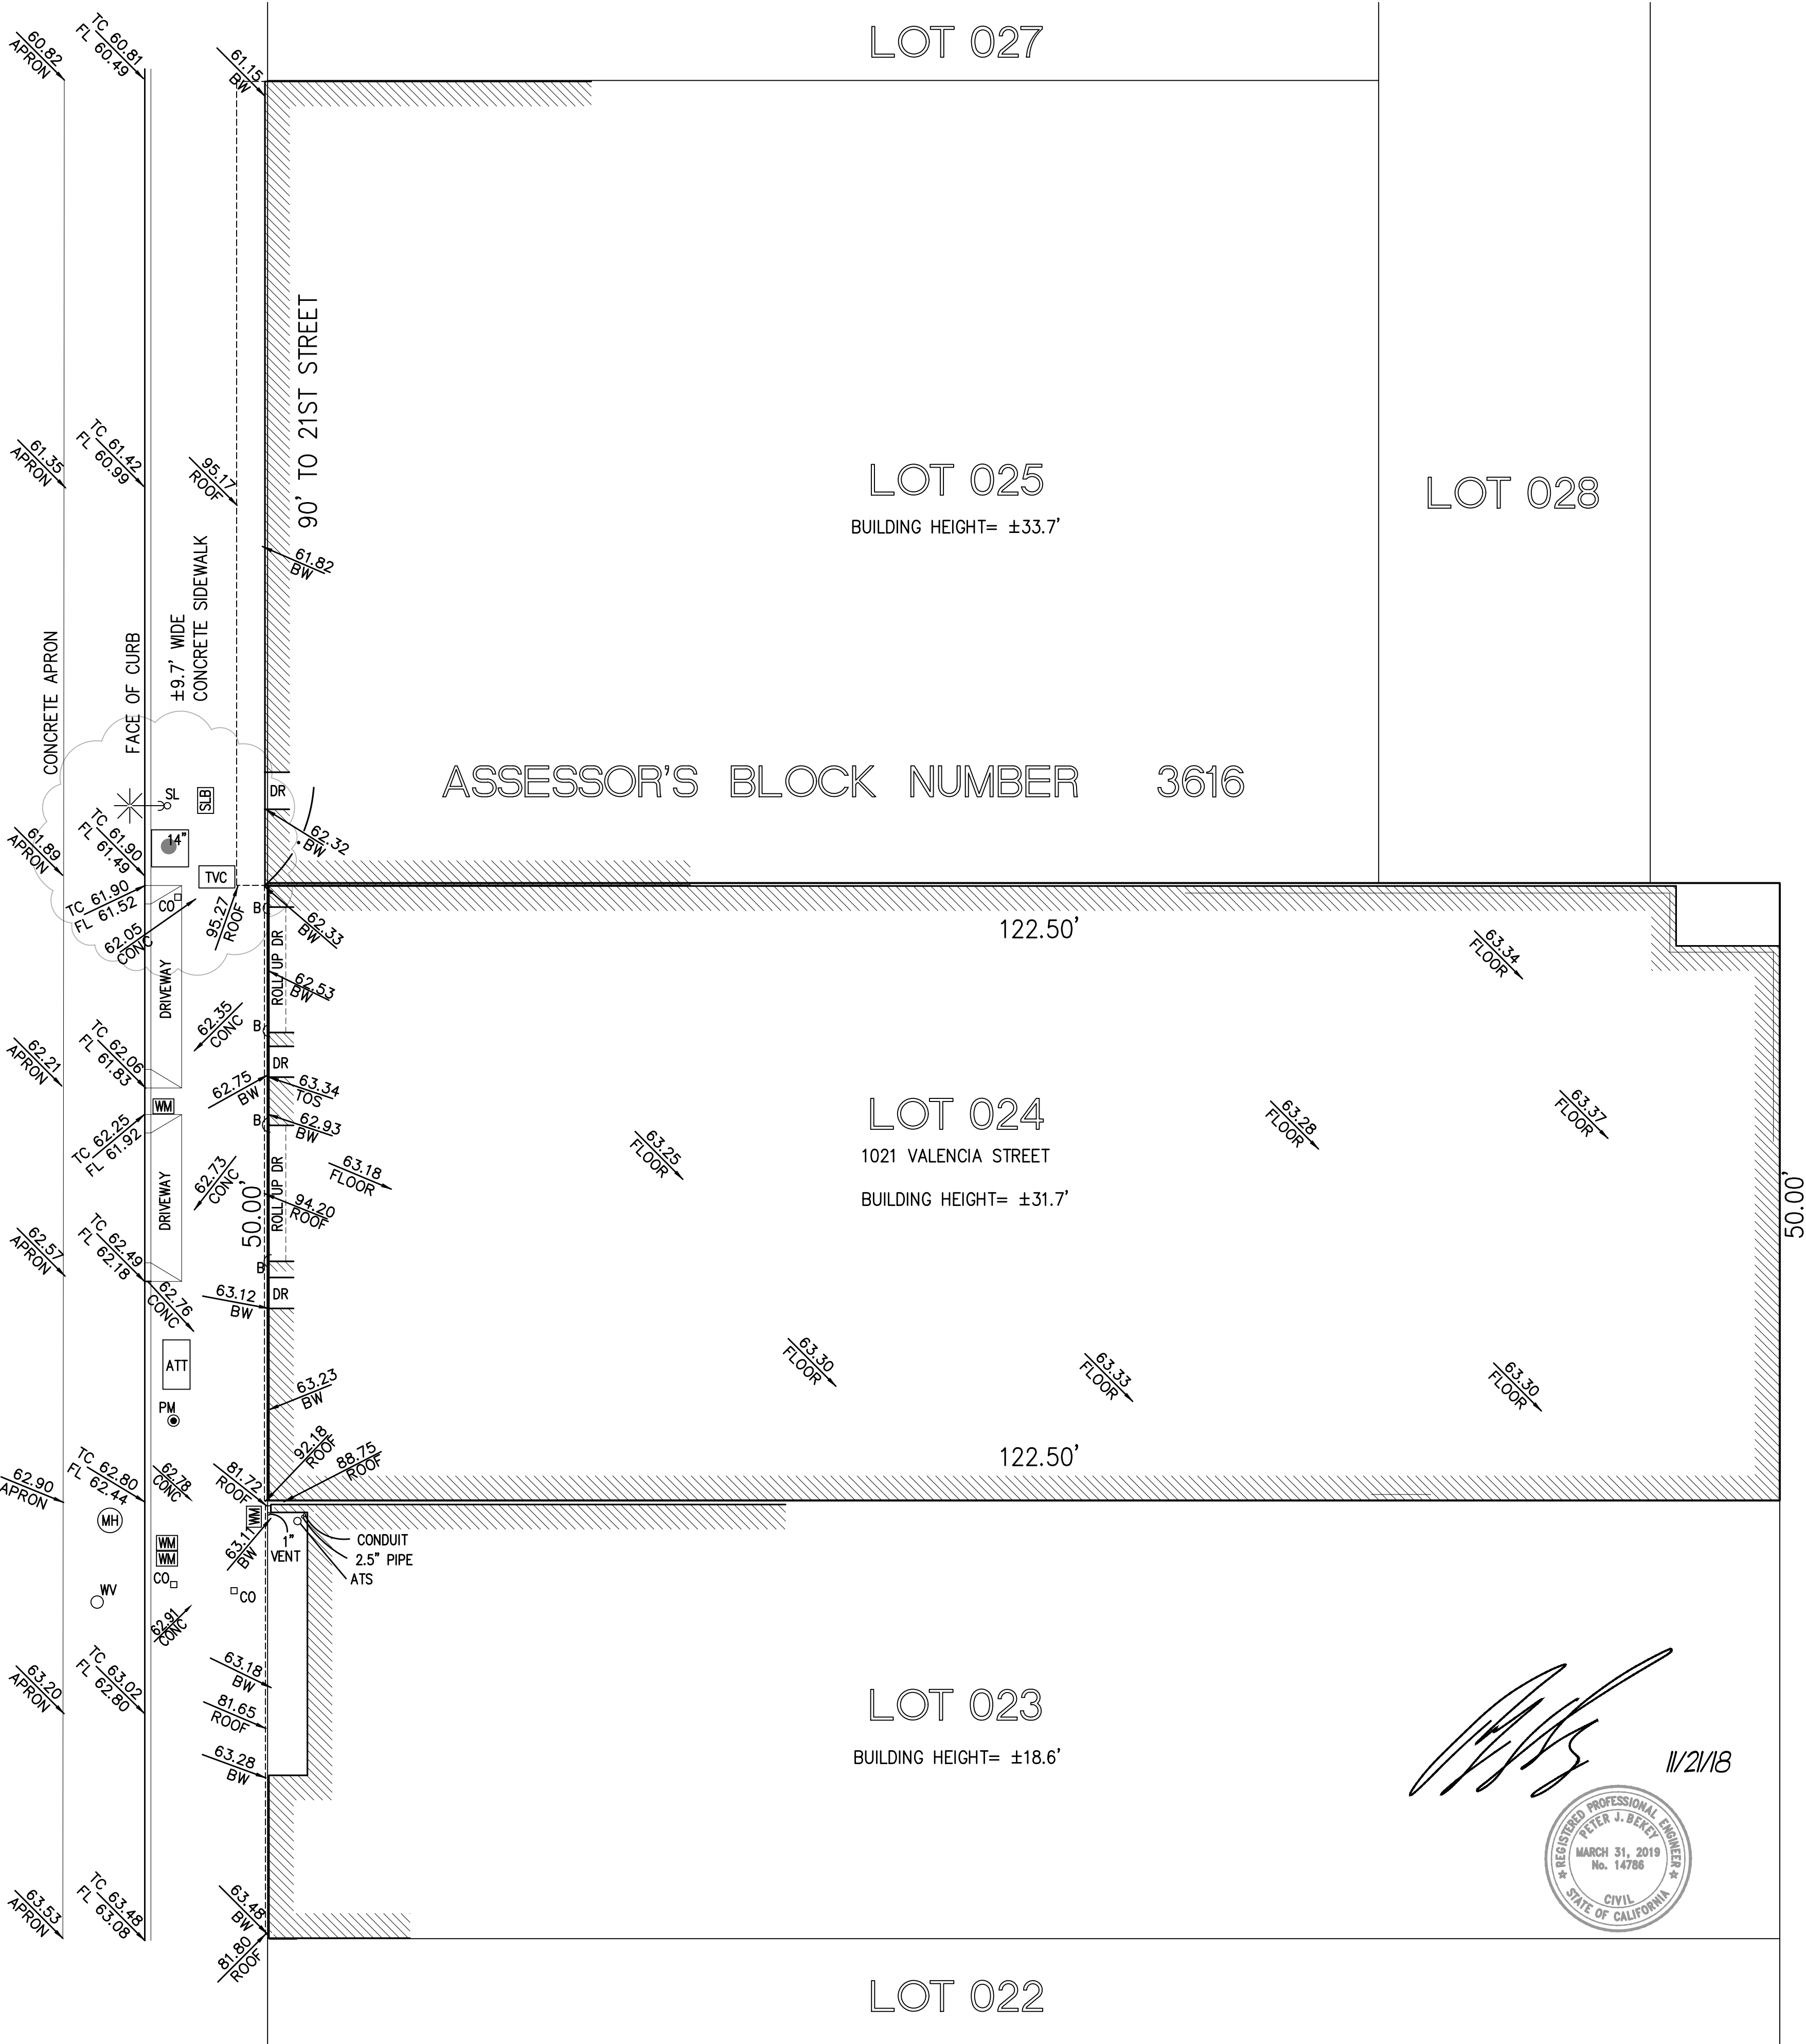 LOT 027
60.82
APRON
TC 60.81
FL 60.49
61.15
BW
90' TO 21ST STREET
61.35
APRON
TC 61.42
FL 60.99
95.17
ROOF
LOT 025
BUILDING HEIGHT= ±33.7'
LOT 028
61.82
BW
CONCRETE APRON
FACE OF CURB
±9.7' WIDE
CONCRETE SIDEWALK
ASSESSOR'S BLOCK NUMBER 3616
SL
SLB
DR
14"
61.89
APRON
TC 61.90
FL 61.49
62.32
BW
TVC
TC 61.90
FL 61.52
CO
62.05
CONC
95.27
ROOF
B
62.33
BW
122.50'
63.34
FLOOR
DRIVEWAY
ROLL UP DR
62.53
BW
62.35
CONC
B
62.21
APRON
TC 62.06
FL 61.83
DR
62.75
BW
63.34
TOS
WM
62.93
BW
B
LOT 024
1021 VALENCIA STREET
BUILDING HEIGHT= ±31.7'
63.28
FLOOR
63.37
FLOOR
63.25
FLOOR
TC 62.25
FL 61.92
DRIVEWAY
62.73
CONC
ROLL UP DR
63.18
FLOOR
94.20
ROOF
50.00'
50.00'
62.57
APRON
TC 62.49
FL 62.18
B
DR
63.12
BW
62.76
CONC
ATT
63.30
FLOOR
63.33
FLOOR
63.30
FLOOR
63.23
BW
PM
92.18
ROOF
88.75
ROOF
122.50'
62.90
APRON
TC 62.80
FL 62.44
62.78
CONC
81.72
ROOF
MH
WM
63.11
BW
1"
VENT
CONDUIT
2.5" PIPE
ATS
WM
WM
CO
CO
WV
62.91
CONC
63.20
APRON
TC 63.02
FL 62.80
63.18
BW
81.65
ROOF
LOT 023
BUILDING HEIGHT= ±18.6'
63.28
BW
11/21/18
REGISTERED PROFESSIONAL ENGINEER
PETER J. BEKEY
MARCH 31, 2019
No. 14786
CIVIL
STATE OF CALIFORNIA
63.53
APRON
TC 63.48
FL 63.08
63.48
BW
81.80
ROOF
LOT 022